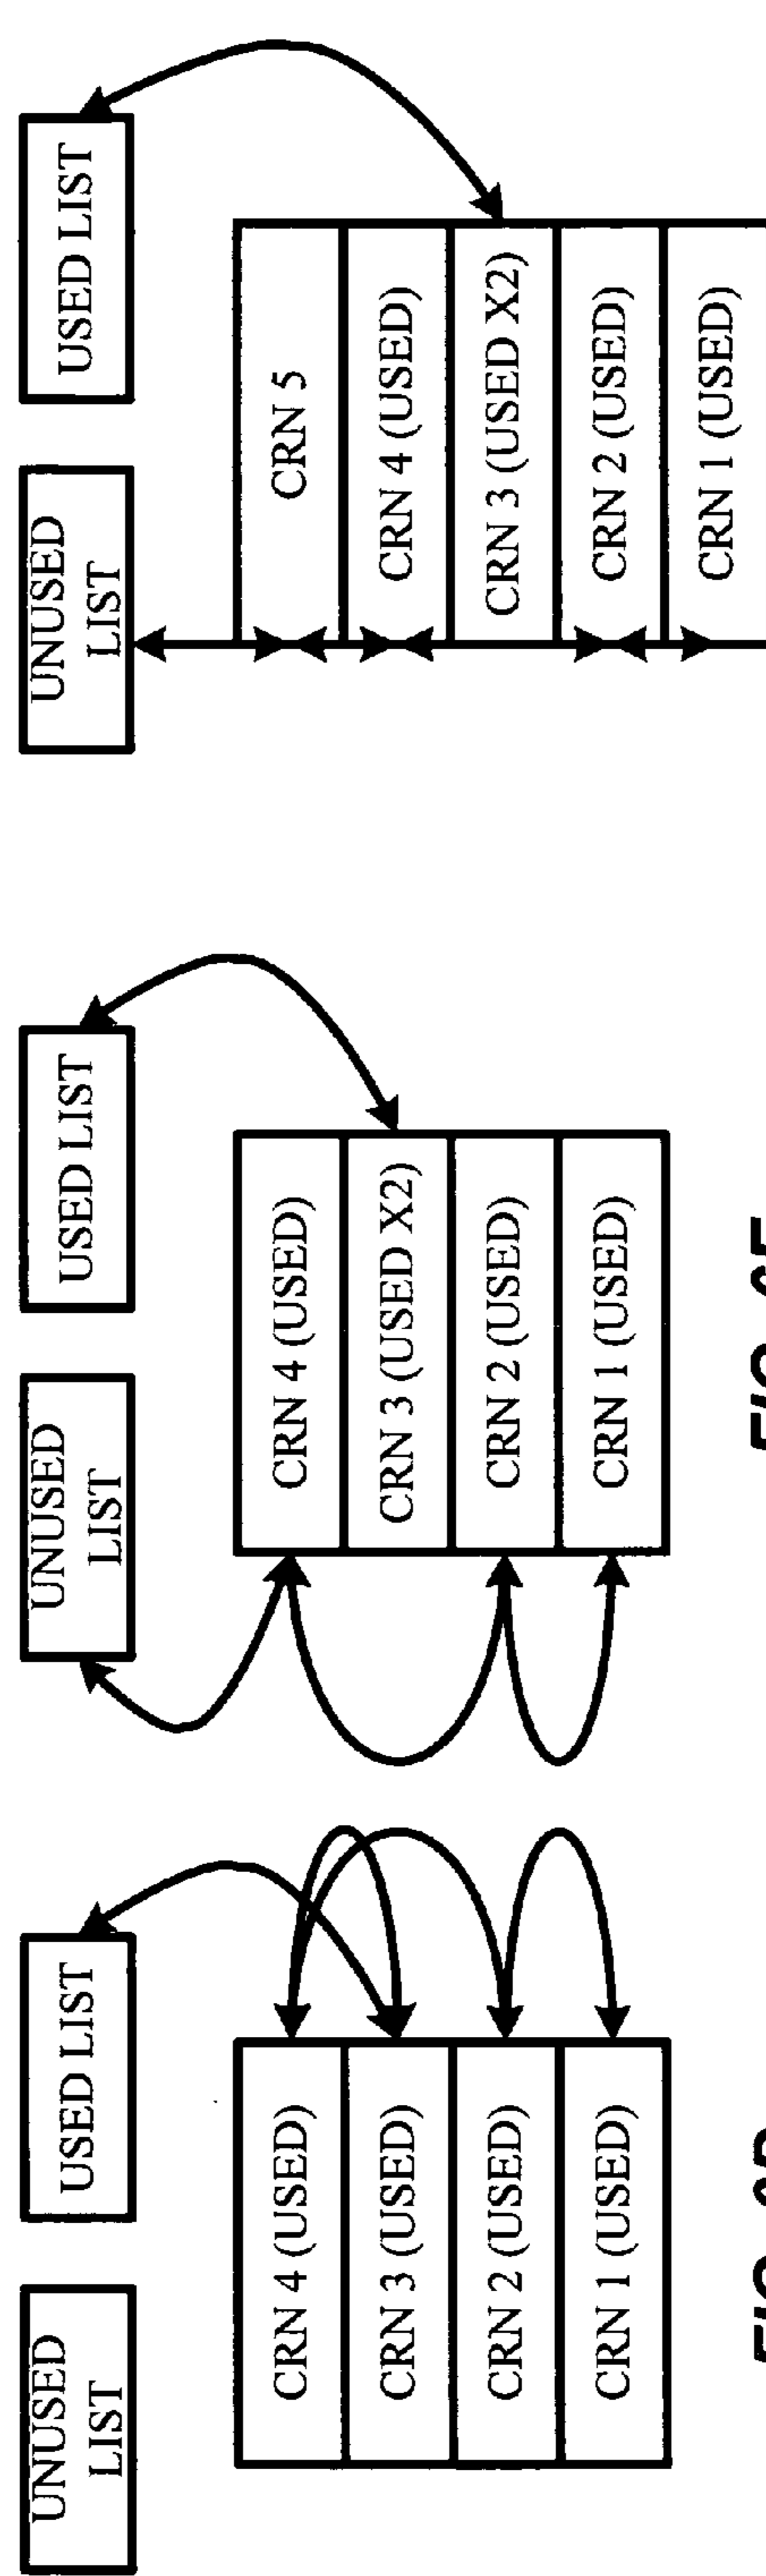 UNUSED
LIST
USED LIST
CRN 4 (USED)
CRN 3 (USED)
CRN 2 (USED)
CRN 1 (USED)
UNUSED
LIST
USED LIST
CRN 4 (USED)
CRN 3 (USED X2)
CRN 2 (USED)
CRN 1 (USED)
UNUSED
LIST
USED LIST
CRN 5
CRN 4 (USED)
CRN 3 (USED X2)
CRN 2 (USED)
CRN 1 (USED)